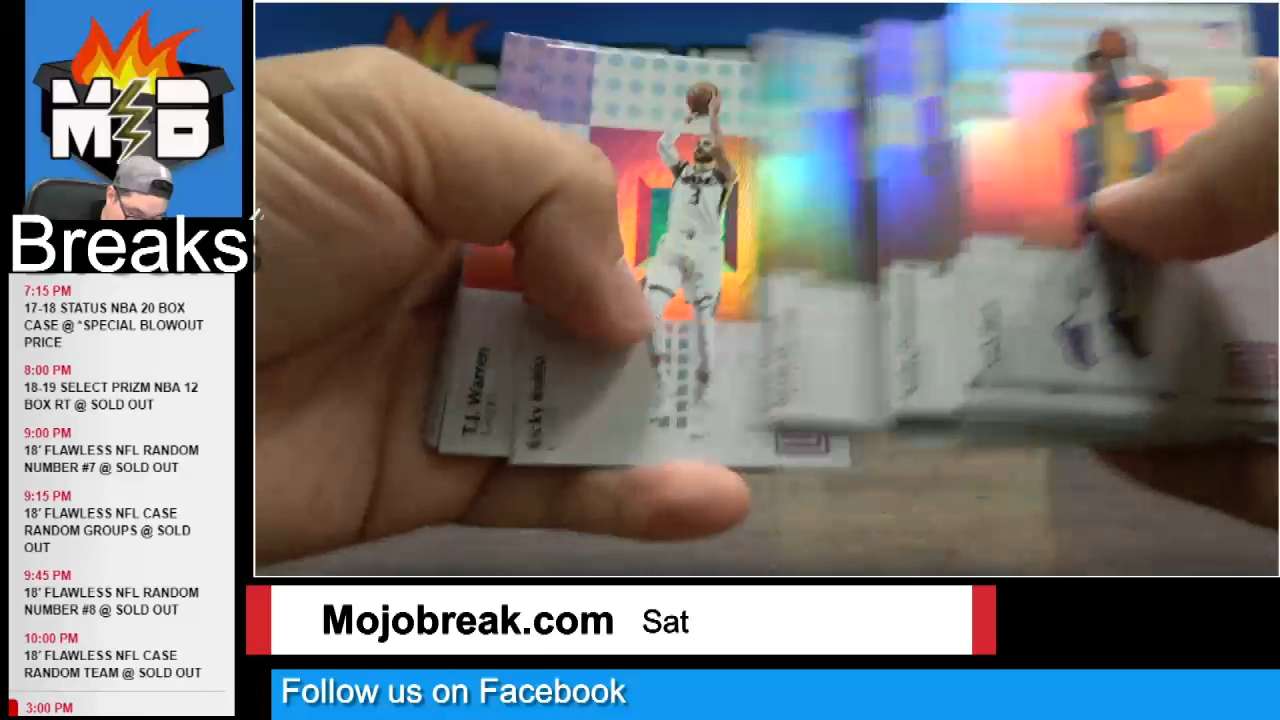 M B
M B
Breaks'
7:15 PM
17-18 STATUS NBA 20 BOX
CASE @ *SPECIAL BLOWOUT
PRICE
8:00 PM
18-19 SELECT PRIZM NBA 12
BOX RT @ SOLD OUT
9:00 PM
18' FLAWLESS NFL RANDOM
NUMBER #7 @ SOLD OUT
9:15 PM
18' FLAWLESS NFL CASE
RANDOM GROUPS @ SOLD
OUT
9:45 PM
18' FLAWLESS NFL RANDOM
NUMBER #8 @ SOLD OUT
10:00 PM
18' FLAWLESS NFL CASE
RANDOM TEAM @ SOLD OUT
3:00 PM
T.J. Warren
3
Mojobreak.com Sat
Follow us on Facebook